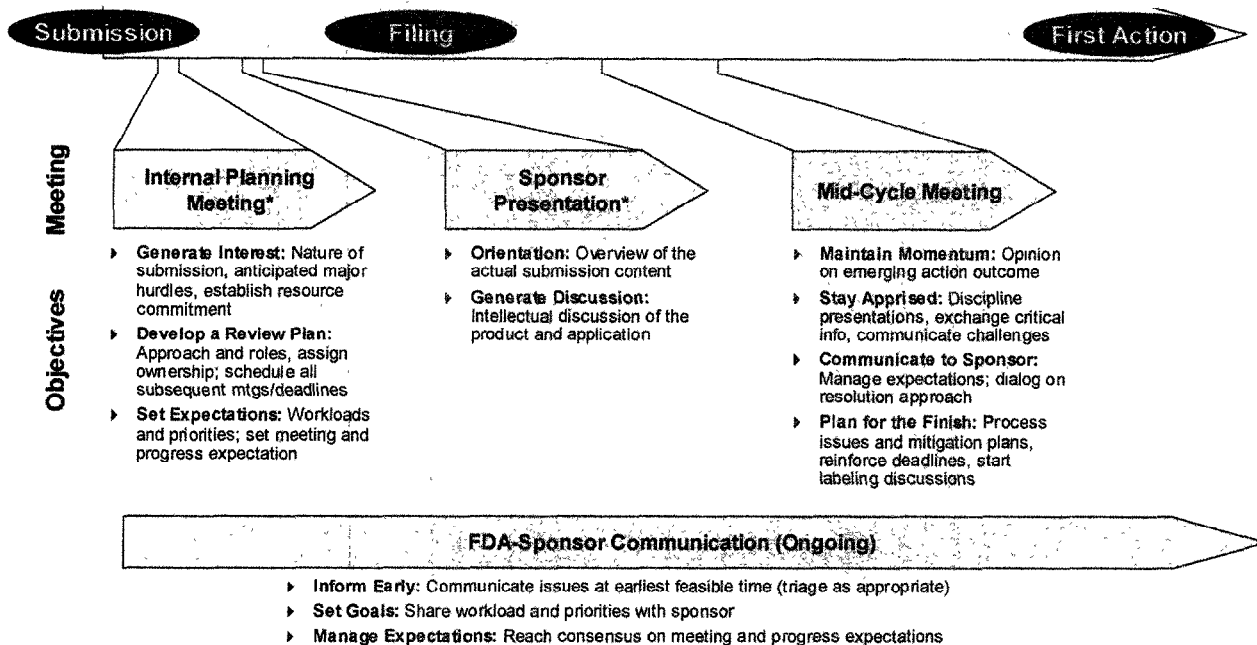 Submission
Filing
First Action
Meeting
Internal Planning
Meeting*
Sponsor
Presentation*
Mid-Cycle Meeting
Objectives
Generate Interest: Nature of
submission, anticipated major
hurdles, establish resource
commitment
Develop a Review Plan:
Approach and roles, assign
ownership; schedule all
subsequent mtgs/deadlines
Set Expectations: Workloads
and priorities; set meeting and
progress expectation
Orientation: Overview of the
actual submission content
Generate Discussion:
Intellectual discussion of the
product and application
Maintain Momentum: Opinion
on emerging action outcome
Stay Apprised: Discipline
presentations, exchange critical
info, communicate challenges
Communicate to Sponsor:
Manage expectations; dialog on
resolution approach
Plan for the Finish: Process
issues and mitigation plans,
reinforce deadlines, start
labeling discussions
FDA-Sponsor Communication (Ongoing)
Inform Early: Communicate issues at earliest feasible time (triage as appropriate)
Set Goals: Share workload and priorities with sponsor
Manage Expectations: Reach consensus on meeting and progress expectations